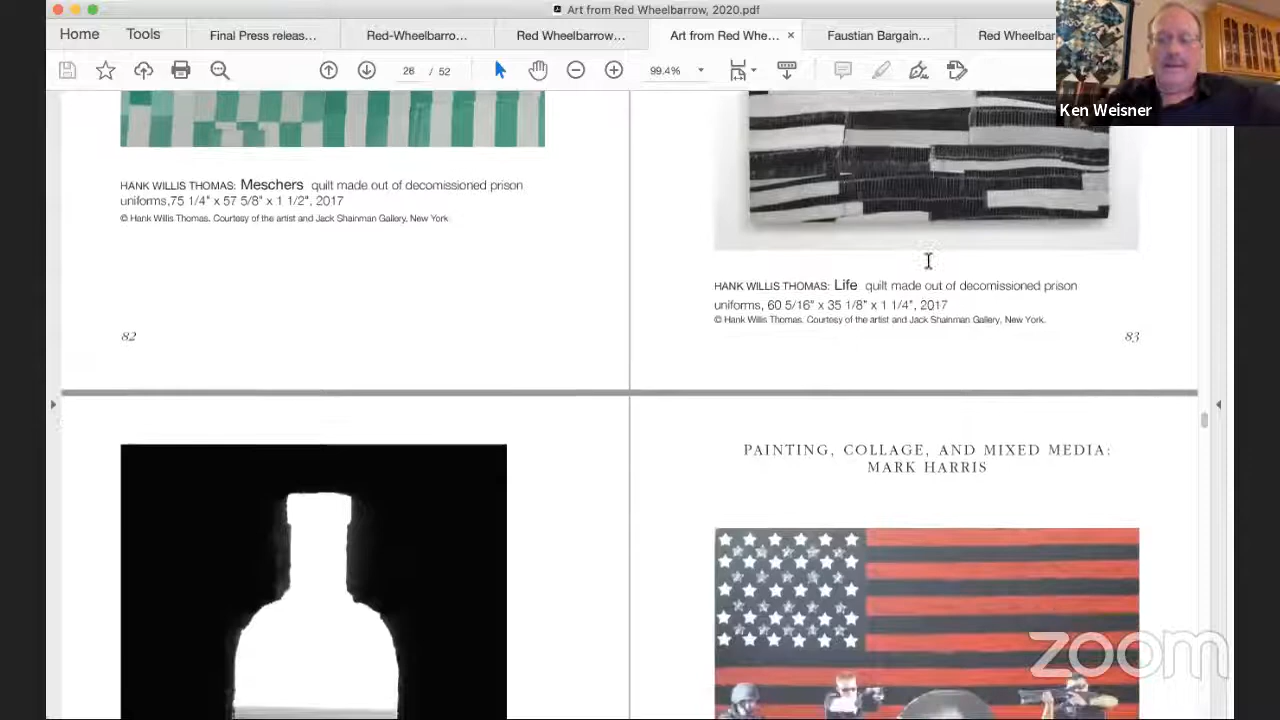 Art from Red Wheelbarrow, 2020.pdf
Home Tools Final Press releas... Red-Wheelbarro... Red Wheelbarrow... Art from Red Whe... × Faustian Bargain... Red Wheelbar
26 / 52 99.4%
Ken Weisner
HANK WILLIS THOMAS: Meschers quilt made out of decomissioned prison
uniforms,75 1/4" x 57 5/8" x 1 1/2", 2017
© Hank Willis Thomas. Courtesy of the artist and Jack Shainman Gallery, New York
82
HANK WILLIS THOMAS: Life quilt made out of decomissioned prison
uniforms, 60 5/16" x 35 1/8" x 1 1/4", 2017
© Hank Willis Thomas. Courtesy of the artist and Jack Shainman Gallery, New York.
83
PAINTING, COLLAGE, AND MIXED MEDIA:
MARK HARRIS
zoom